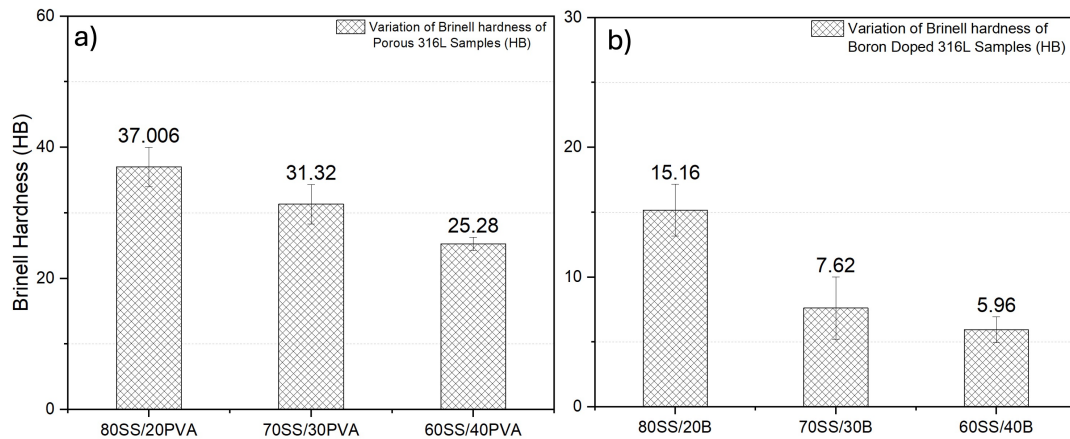 a)
Variation of Brinell hardness of
Porous 316L Samples (HB)
Brinell Hardness (HB)
60
40
20
0
37.006
31.32
25.28
80SS/20PVA
70SS/30PVA
60SS/40PVA
b)
Variation of Brinell hardness of
Boron Doped 316L Samples (HB)
30
20
10
0
15.16
7.62
5.96
80SS/20B
70SS/30B
60SS/40B